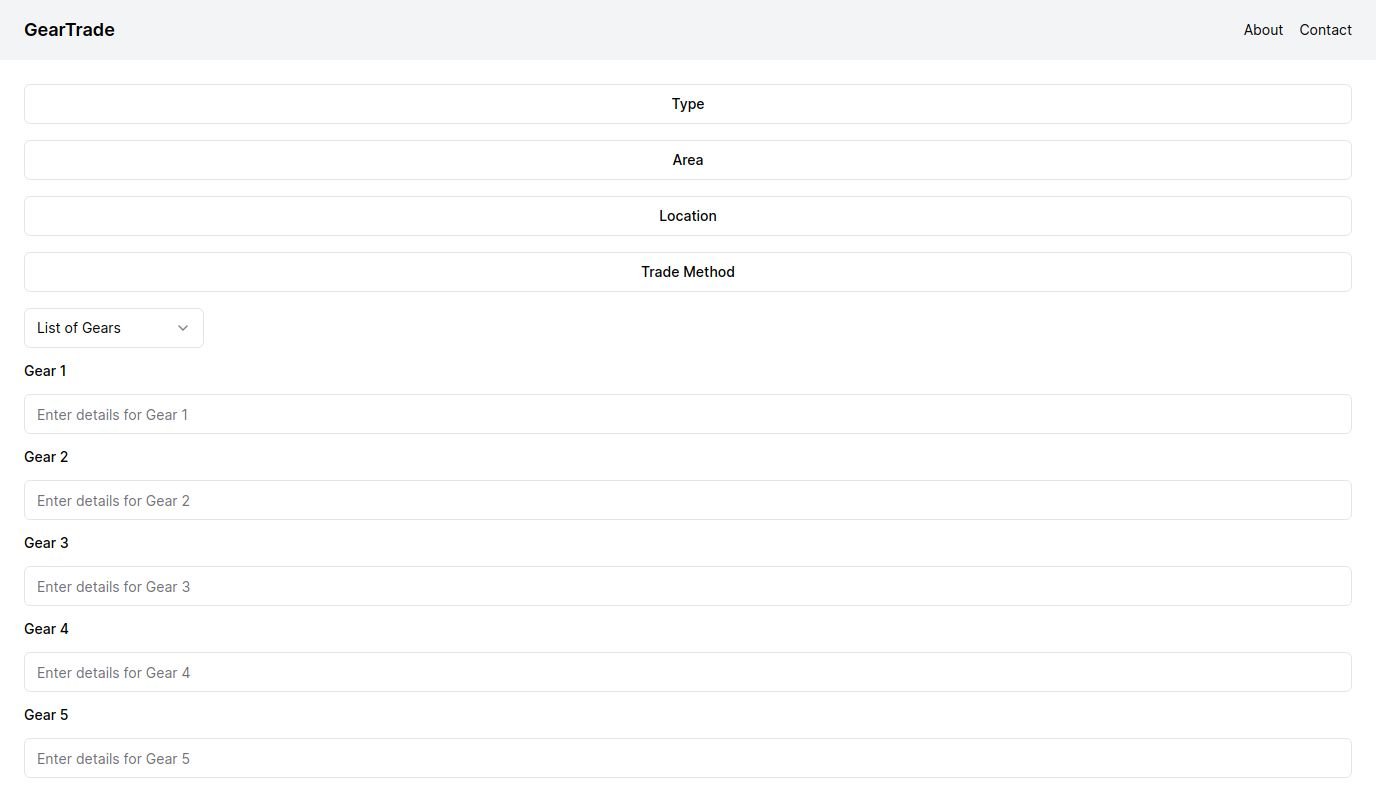 GearTrade
About Contact
Type
Area
Location
Trade Method
List of Gears
Gear 1
Enter details for Gear 1
Gear 2
Enter details for Gear 2
Gear 3
Enter details for Gear 3
Gear 4
Enter details for Gear 4
Gear 5
Enter details for Gear 5